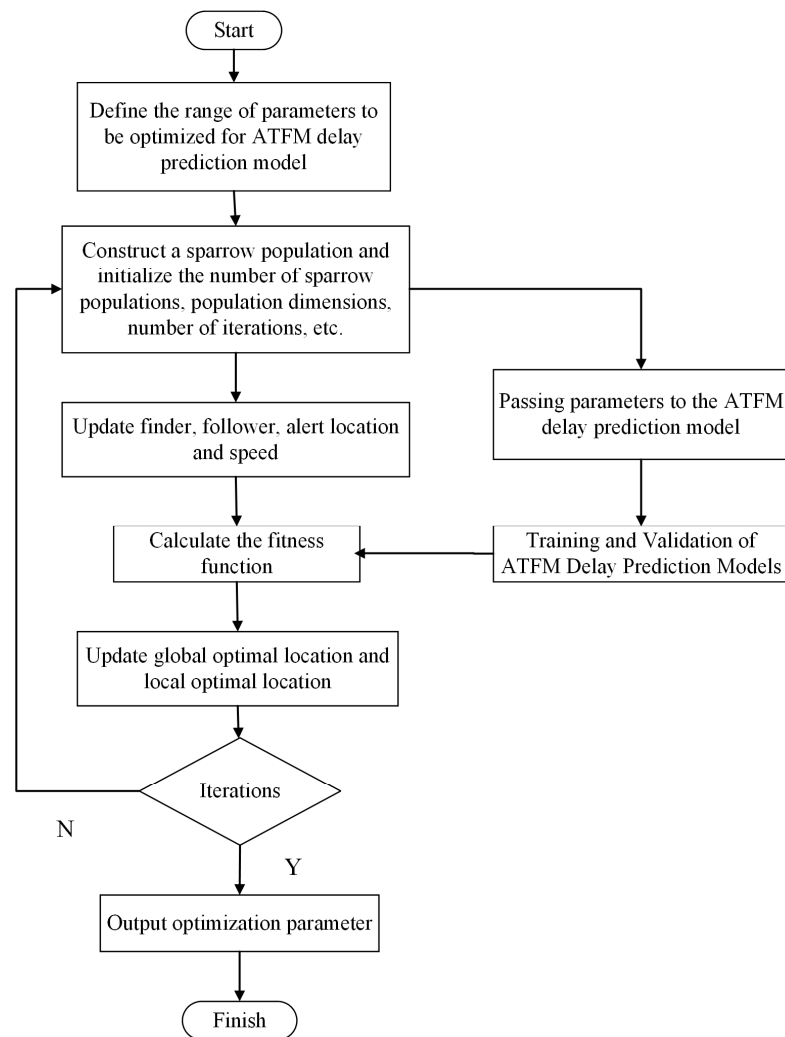 Start
Define the range of parameters to
be optimized for ATFM delay
prediction model
Construct a sparrow population and
initialize the number of sparrow
populations, population dimensions,
number of iterations, etc.
Update finder, follower, alert location
and speed
Passing parameters to the ATFM
delay prediction model
Calculate the fitness
function
Training and Validation of
ATFM Delay Prediction Models
Update global optimal location and
local optimal location
Iterations
N
Y
Output optimization parameter
Finish